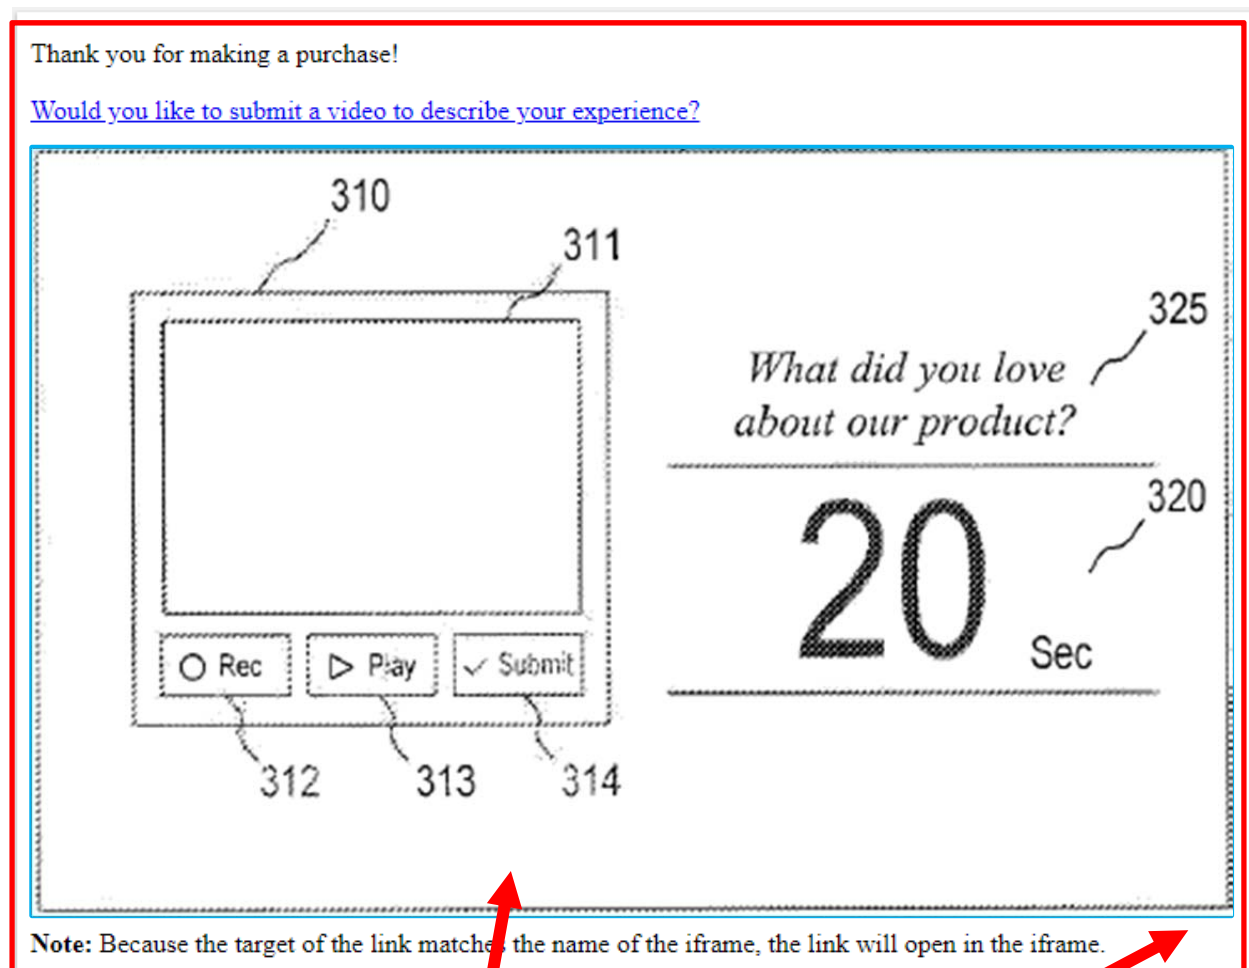 Thank you for making a purchase!
Would you like to submit a video to describe your experience?
310
311
325
What did you love
about our product?
320
20
Sec
Rec
Play
Submit
312
313
314
Note: Because the target of the link matches the name of the iframe, the link will open in the iframe.